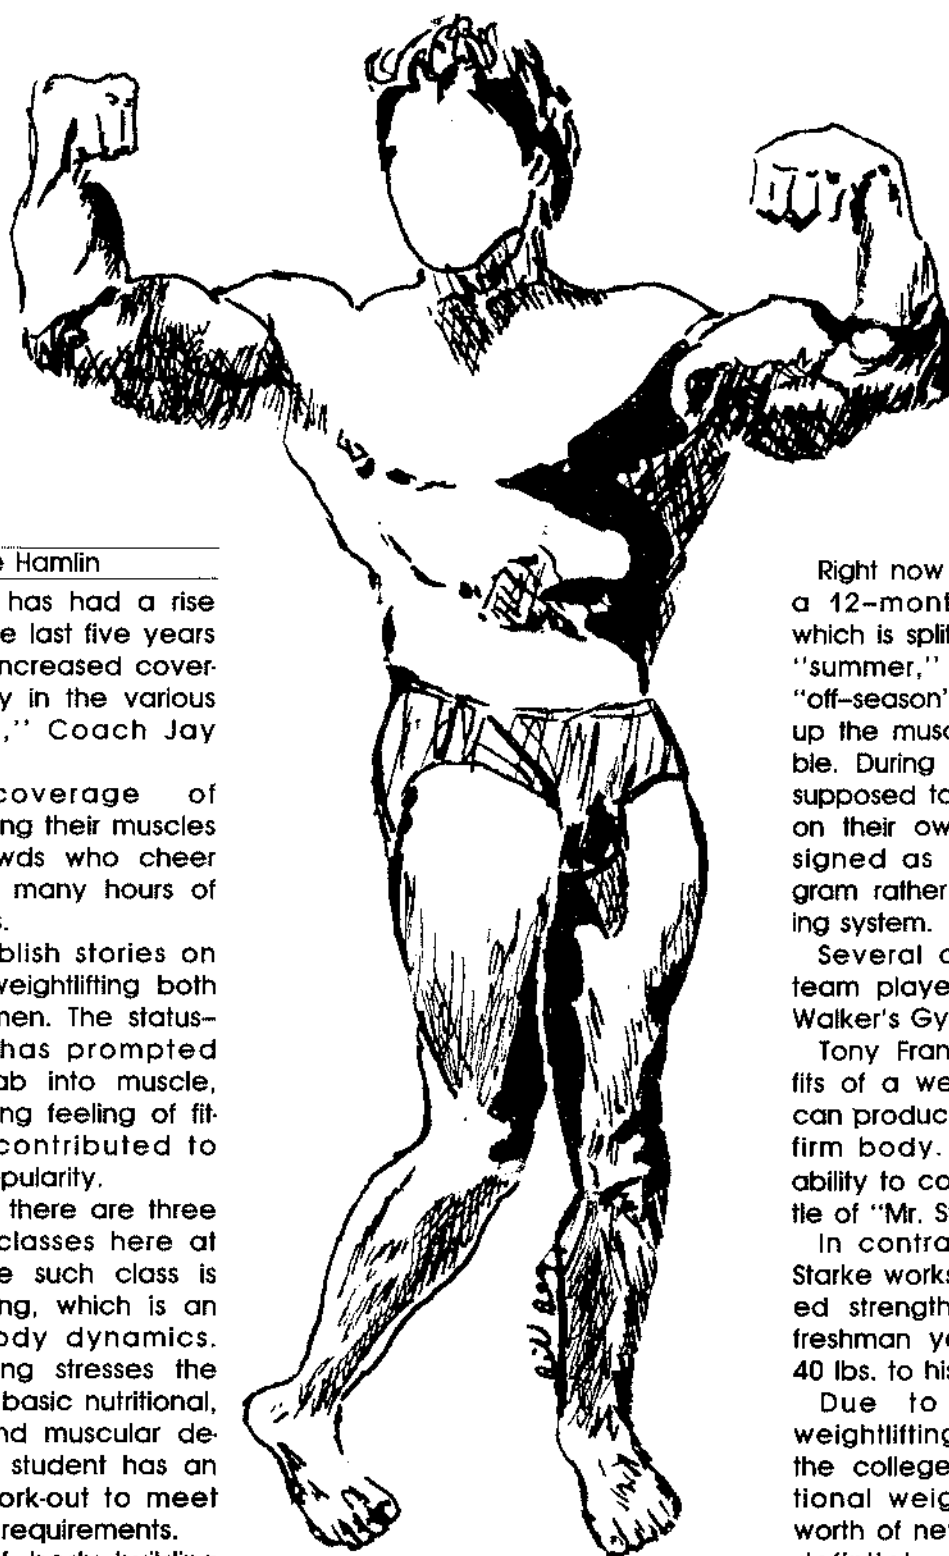 e Hamlin
has had a rise
e last five years
ncreased cover-
y in the various
," Coach Jay
coverage of
ng their muscles
wds who cheer
many hours of
s.
blish stories on
weightlifting both
men. The status-
has prompted
ab into muscle,
ng feeling of fit-
contributed to
pularity.
there are three
classes here at
e such class is
ng, which is an
ody dynamics.
ng stresses the
basic nutritional,
nd muscular de-
student has an
ork-out to meet
requirements.
body building
Bill
Right now
a 12-mont
which is split
"summer,"
"off-season"
up the musc
ble. During
supposed to
on their ow
signed as
gram rather
ing system.
Several c
team playe
Walker's Gy
Tony Fran
fits of a we
can produc
firm body.
ability to co
tle of "Mr. S
In contra
Starke works
ed strength
freshman ye
40 lbs. to his
Due to
weightlifting
the college
tional weig
worth of ne